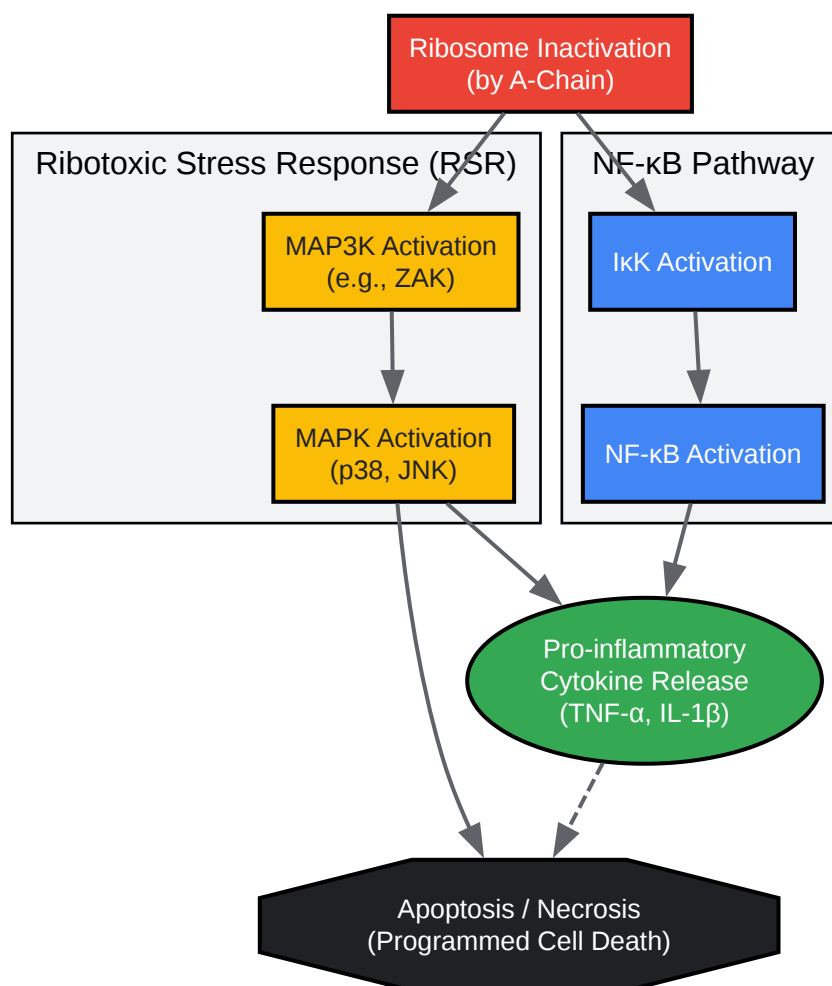 Ribosome Inactivation
(by A-Chain)
Ribotoxic Stress Response (RSR)
NF-κB Pathway
MAP3K Activation
(e.g., ZAK)
IκK Activation
MAPK Activation
(p38, JNK)
NF-κB Activation
Pro-inflammatory
Cytokine Release
(TNF-α, IL-1β)
Apoptosis / Necrosis
(Programmed Cell Death)